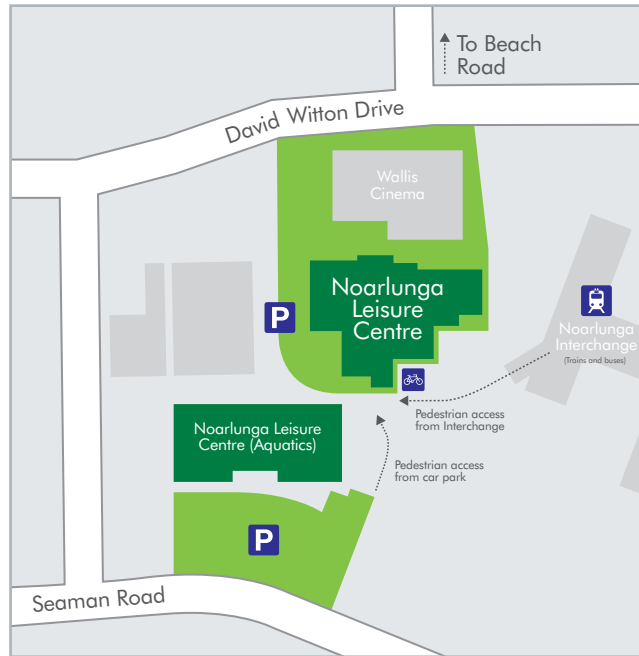 To Beach
Road
David Witton Drive
Wallis
Cinema
Noarlunga
Leisure
Centre
P
Noarlunga
Interchange
(Trains and buses)
Pedestrian access
from Interchange
Noarlunga Leisure
Centre (Aquatics)
Pedestrian access
from car park
P
Seaman Road